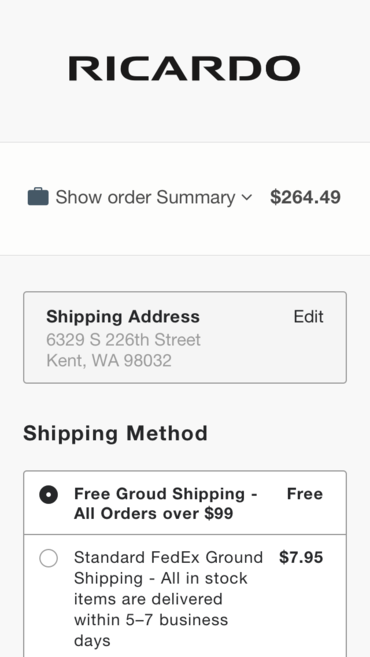 RICARDO
Show order Summary $264.49
Shipping Address Edit
6329 S 226th Street
Kent, WA 98032
Shipping Method
Free Groud Shipping - Free
All Orders over $99
Standard FedEx Ground $7.95
Shipping - All in stock
items are delivered
within 5–7 business
days